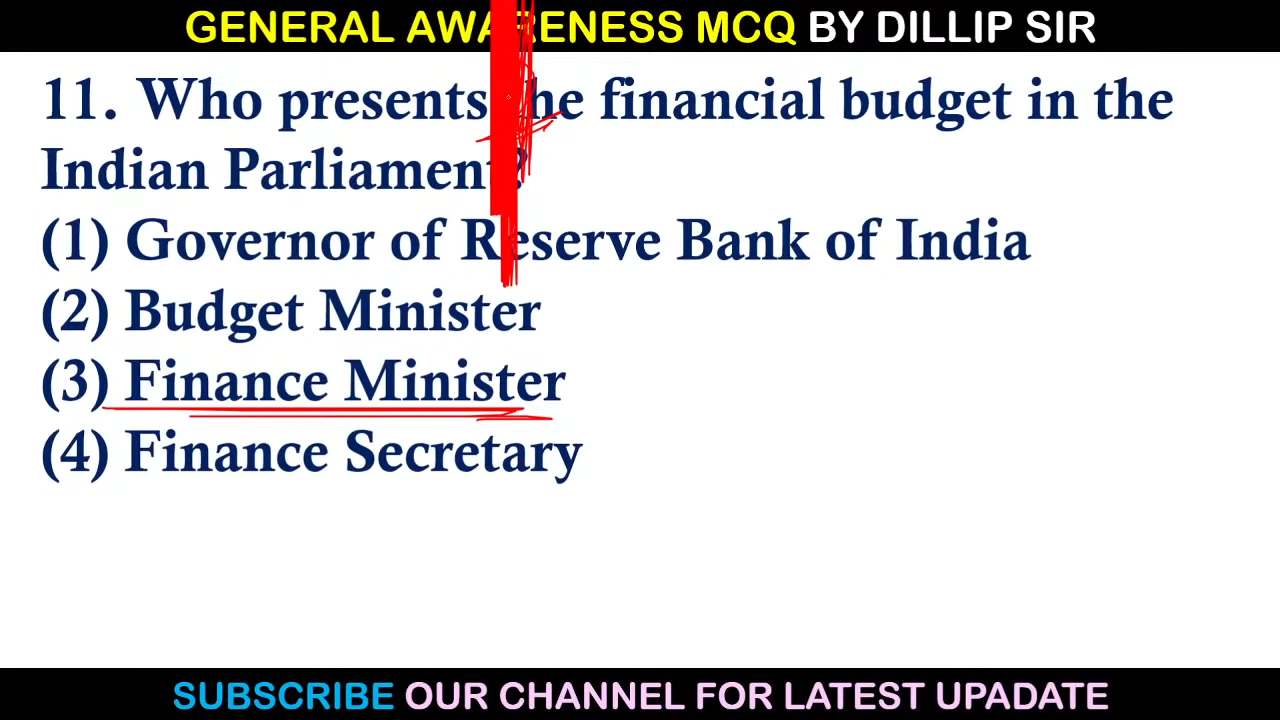 GENERAL AWARENESS MCQ BY DILLIP SIR
11. Who presents the financial budget in the
Indian Parliament?
(1) Governor of Reserve Bank of India
(2) Budget Minister
(3) Finance Minister
(4) Finance Secretary
SUBSCRIBE OUR CHANNEL FOR LATEST UPADATE